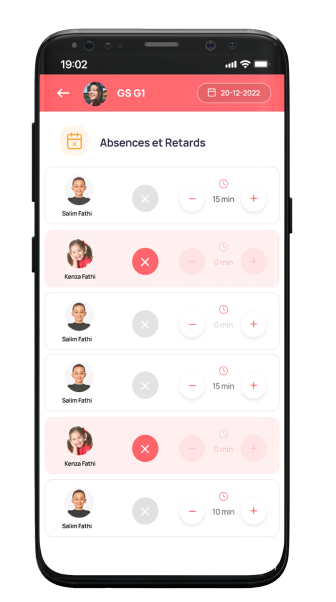 19:02
GS G1
20-12-2022
Absences et Retards
15 min
Salim Fathi
0 min
Kenza Fathi
0 min
Salim Fathi
15 min
Salim Fathi
0 min
Kenza Fathi
10 min
Salim Fathi